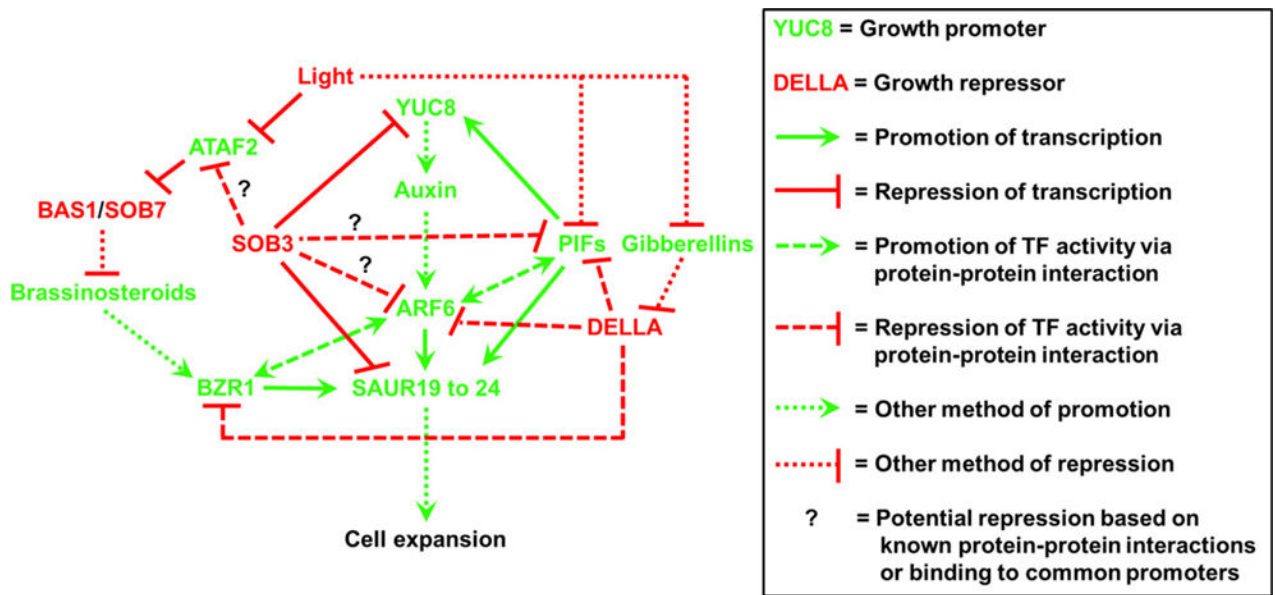 Light
YUC8
ATAF2
?
Auxin
BAS1/SOB7
SOB3
?
PIFs
Gibberellins
?
Brassinosteroids
ARF6
DELLA
BZR1
SAUR19 to 24
Cell expansion
YUC8 = Growth promoter
DELLA = Growth repressor
= Promotion of transcription
= Repression of transcription
= Promotion of TF activity via
protein-protein interaction
= Repression of TF activity via
protein-protein interaction
= Other method of promotion
= Other method of repression
? = Potential repression based on
known protein-protein interactions
or binding to common promoters